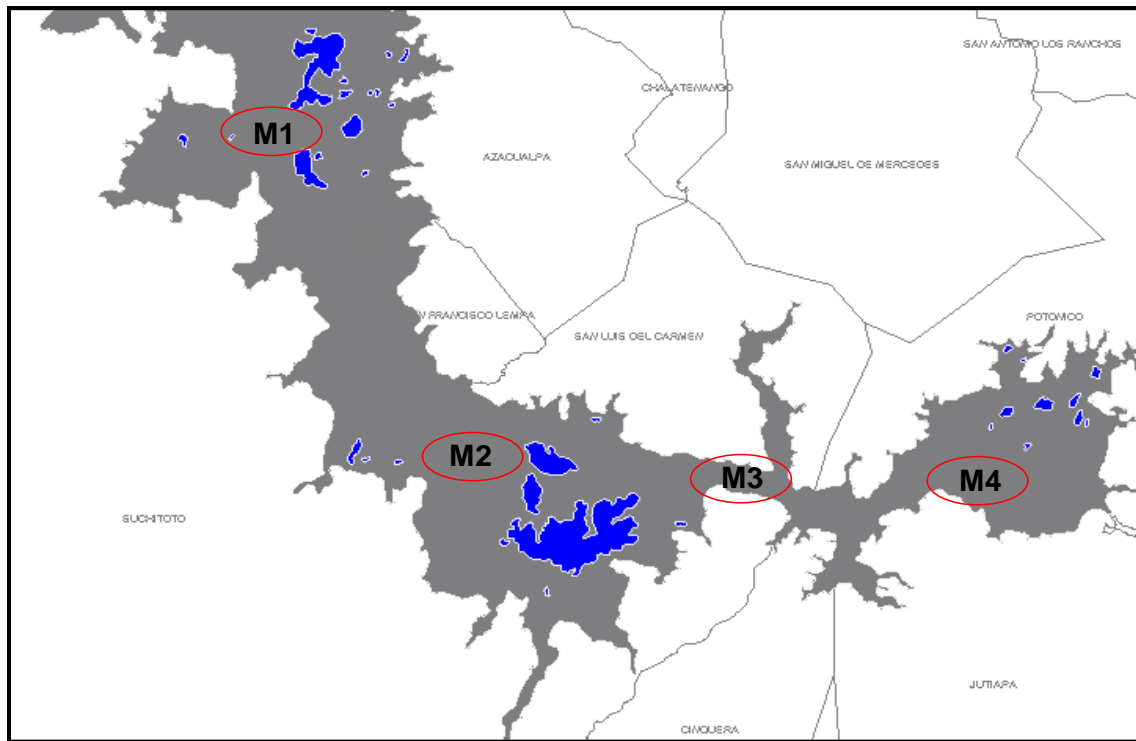 SAN ANTONIO LOS RANCHOS
CHALATENANGO
M1
AZACUALPA
SAN MIGUEL DE MERCEDES
N FRANCISCO LEMPA
SAN LUIS DEL CARMEN
POTONICO
M2
M3
M4
SUCHITOTO
JUTIAPA
CINQUERA